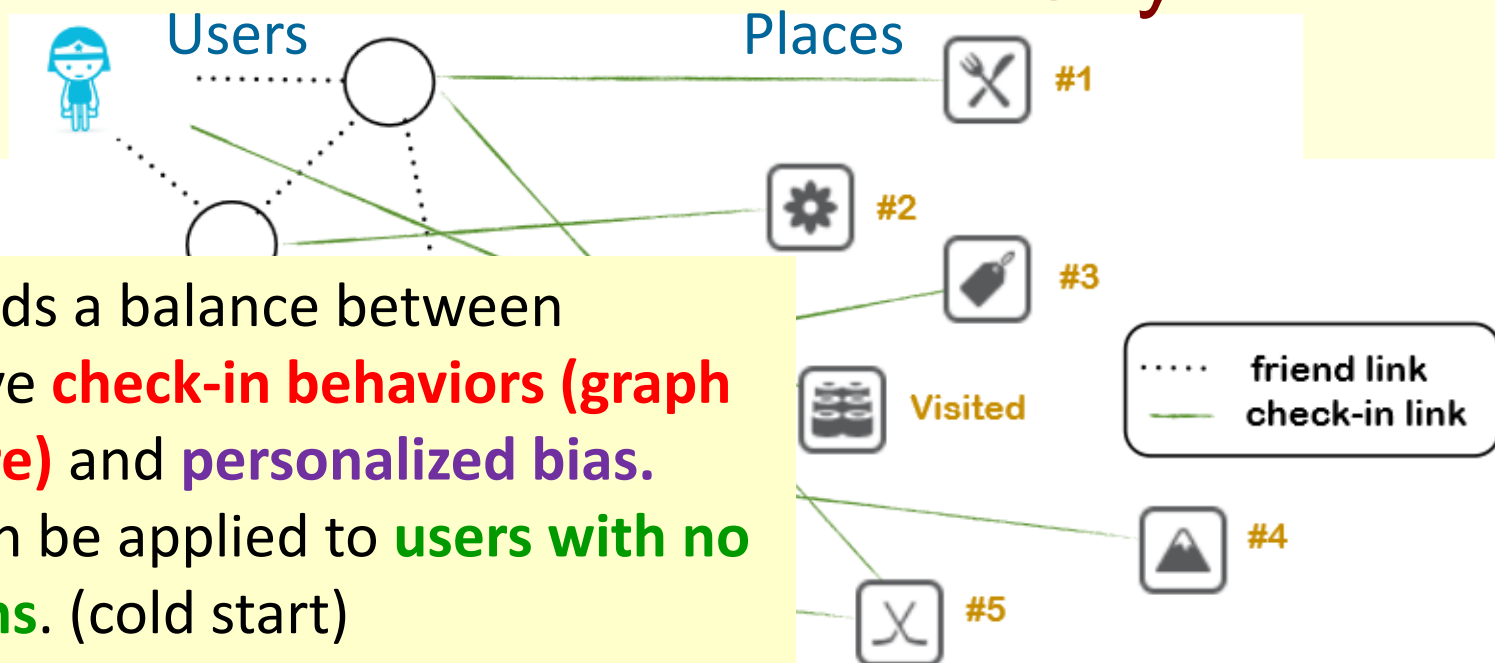 Users
Places
#1
#2
#3
ds a balance between
ve check-in behaviors (graph
e) and personalized bias.
n be applied to users with no
ns. (cold start)
Visited
friend link
check-in link
#4
#5